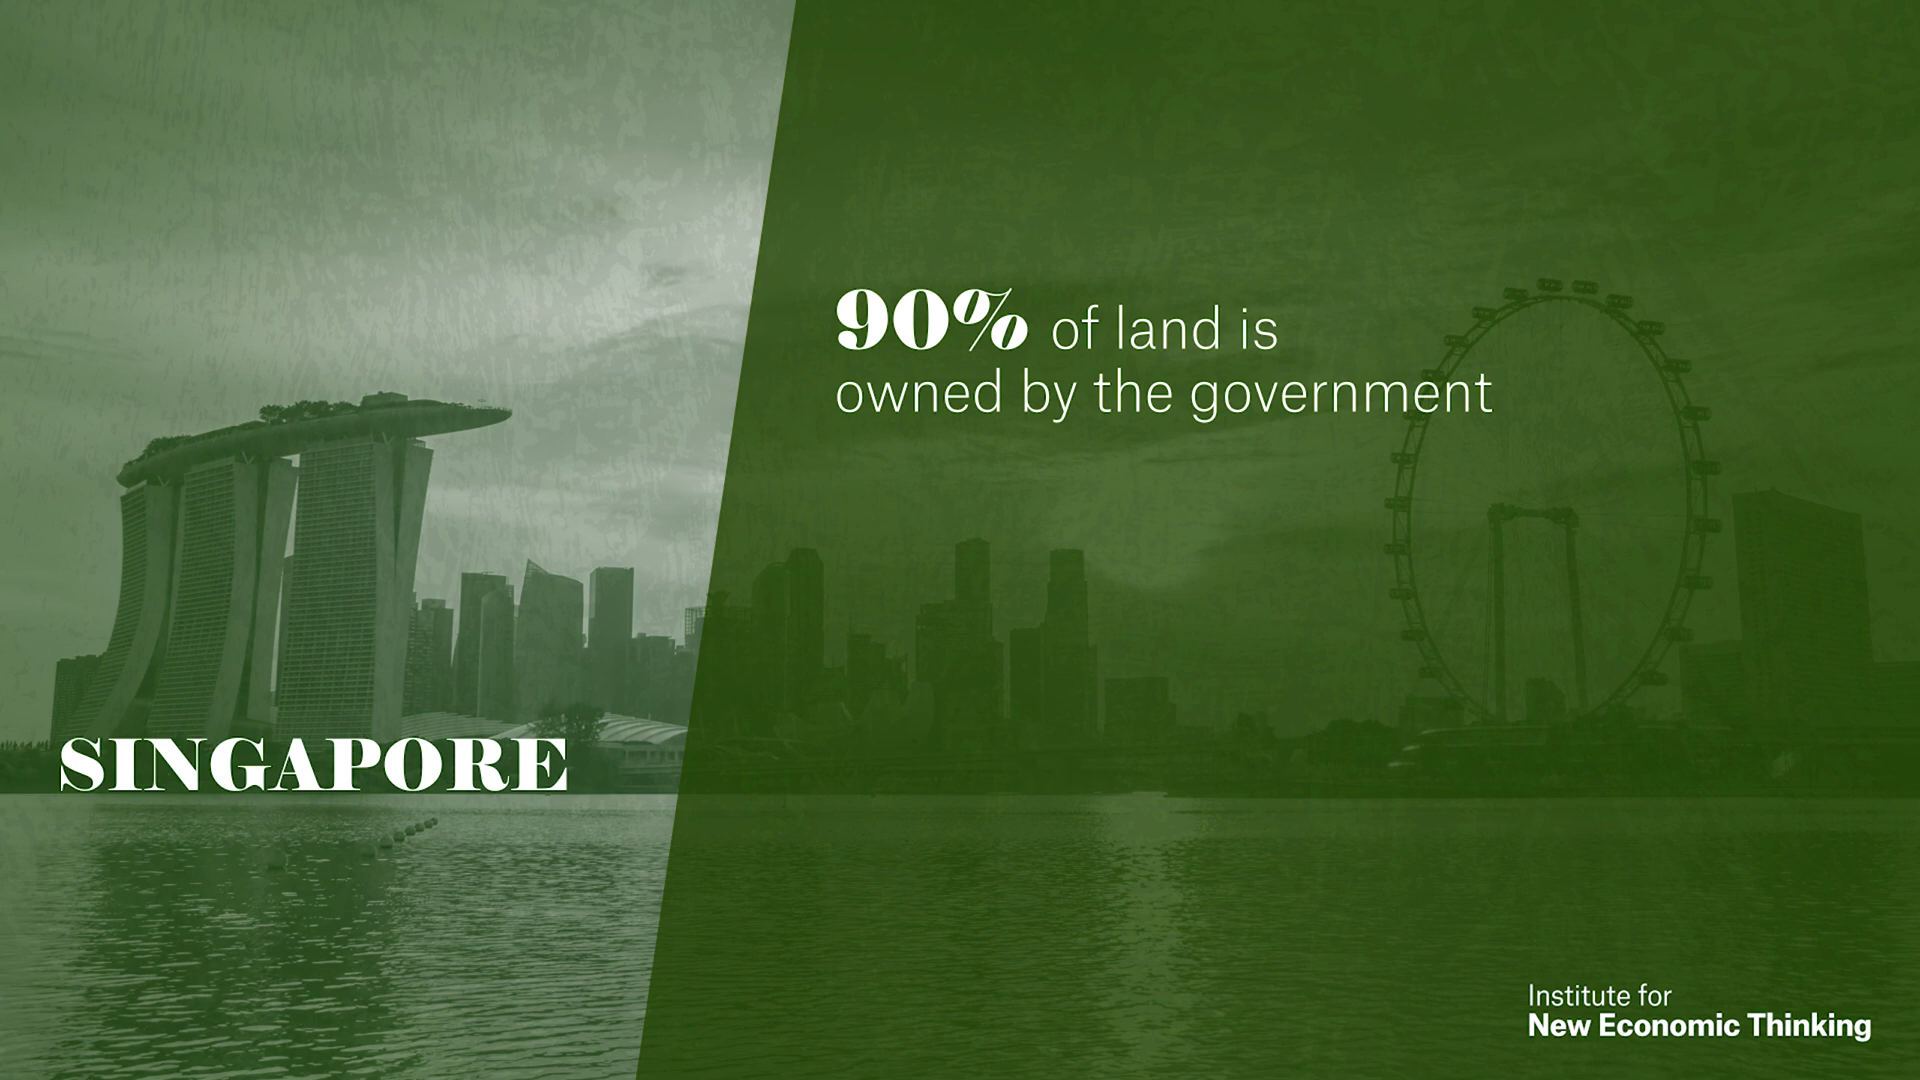 90% of land is
owned by the government
SINGAPORE
Institute for
New Economic Thinking